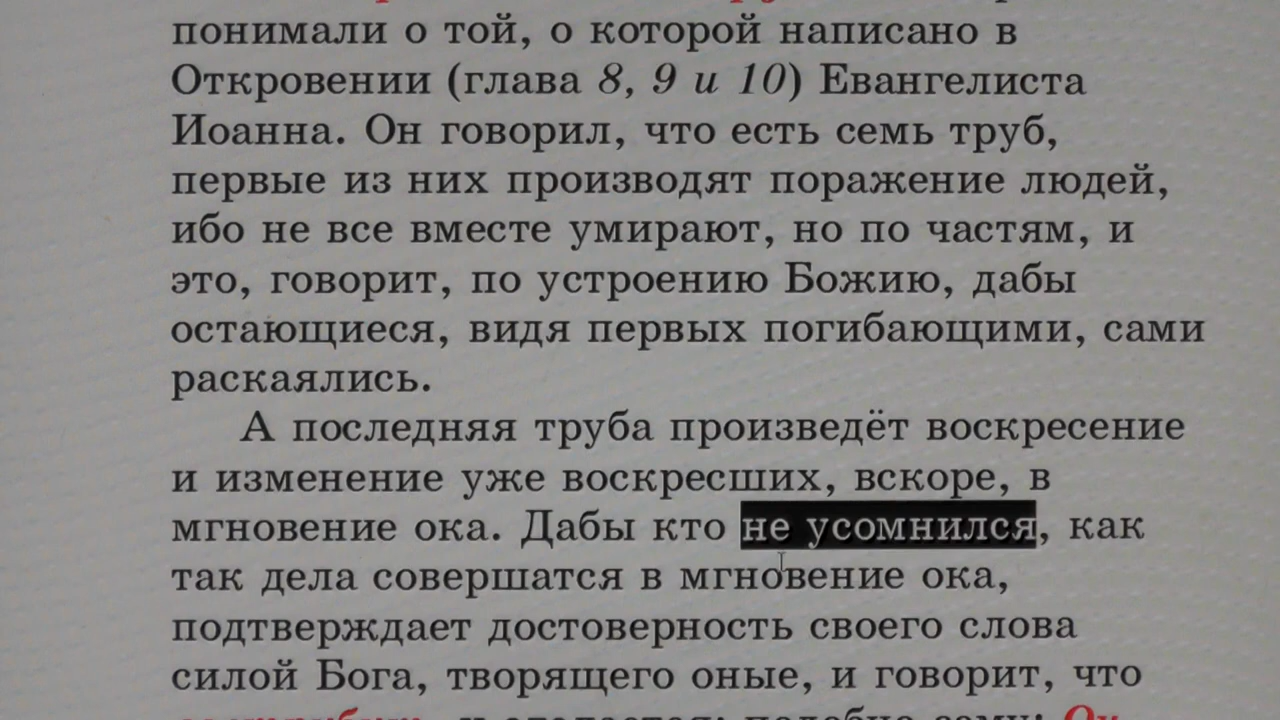 понимали о той, о которой написано в
Откровении (глава 8, 9 и 10) Евангелиста
Иоанна. Он говорил, что есть семь труб,
первые из них производят поражение людей,
ибо не все вместе умирают, но по частям, и
это, говорит, по устроению Божию, дабы
остающиеся, видя первых погибающими, сами
раскаялись.
А последняя труба произведёт воскресение
и изменение уже воскресших, вскоре, в
мгновение ока. Дабы кто не усомнился, как
так дела совершатся в мгновение ока,
подтверждает достоверность своего слова
силой Бога, творящего оные, и говорит, что